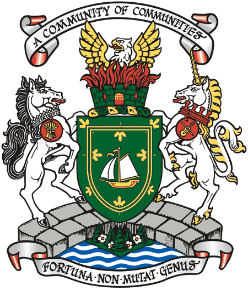 A COMMUNITY OF COMMUNITIES
FORTUNA · NON · MUTAT · GENUS